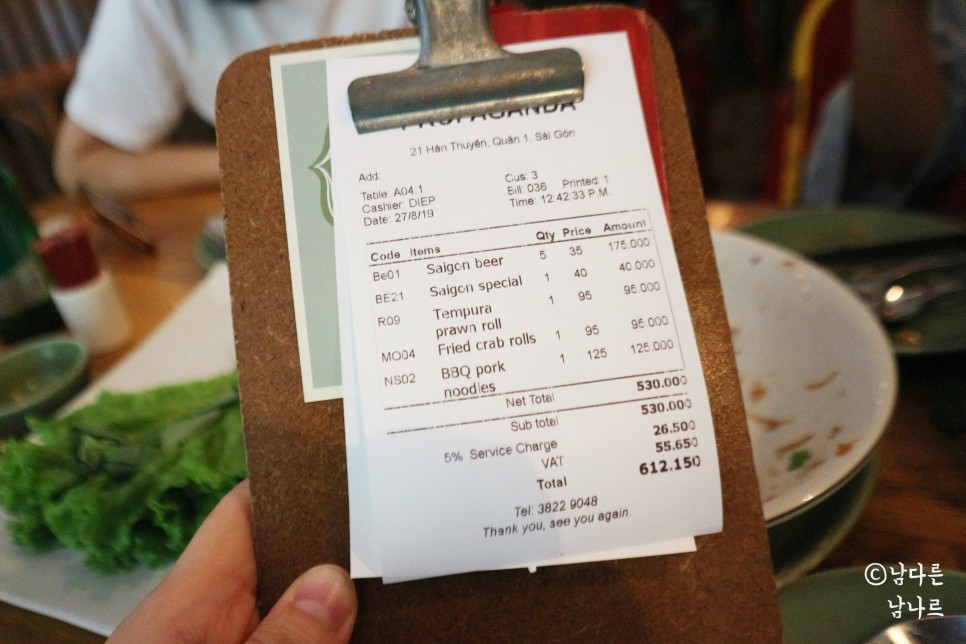 PROPAGANDA
21 Hàn Thuyên, Quân 1, Sài Gòn
Add:
Table: A04.1 Cus: 3
Cashier: DIEP Bill: 036 Printed: 1
Date: 27/8/19 Time: 12:42:33 P.M.
Code Items Qty Price Amount
Be01 Saigon beer 5 35 175.000
BE21 Saigon special 1 40 40.000
R09 Tempura 1 95 95.000
prawn roll
MO04 Fried crab rolls 1 95 95.000
NS02 BBQ pork 1 125 125.000
noodles
Net Total 530.000
Sub total 530.000
5% Service Charge 26.500
VAT 55.650
Total 612.150
Tel: 3822 9048
Thank you, see you again.
©남다른
남나르